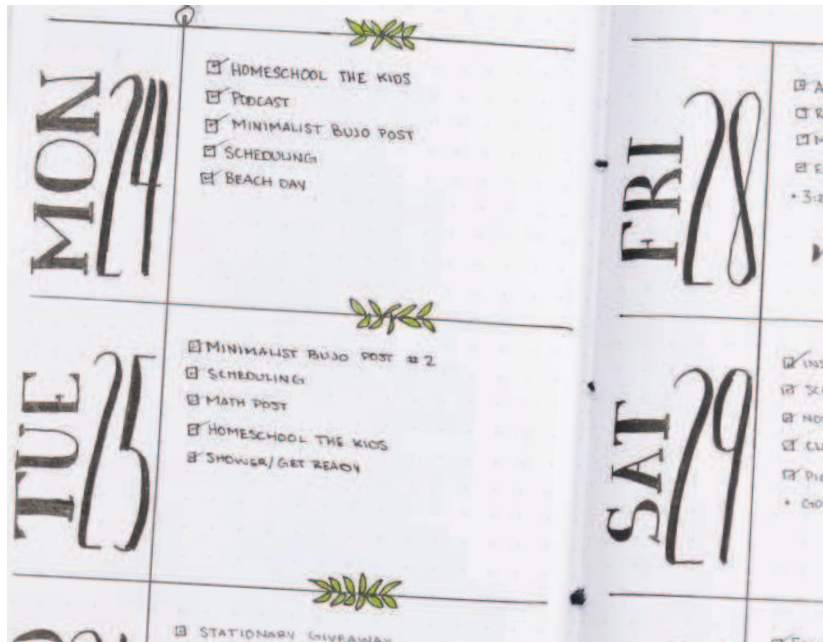 MON 24
HOMESCHOOL THE KIDS
PODCAST
MINIMALIST BUJO POST
SCHEDULING
BEACH DAY
TUE 25
MINIMALIST BUJO POST #2
SCHEDULING
MATH POST
HOMESCHOOL THE KIDS
SHOWER/GET READY
STATIONARY GIVEAWAY
FRI 28
SAT 29